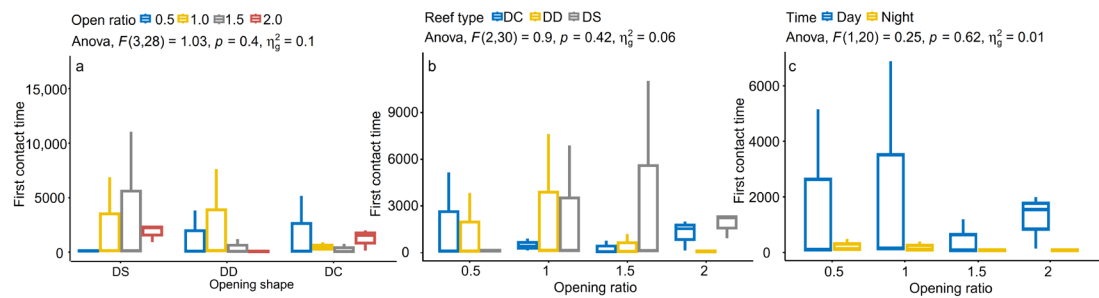 Open ratio 0.5 1.0 1.5 2.0
Anova, F(3,28) = 1.03, p = 0.4, η²g = 0.1
a
First contact time
15,000
10,000
5000
0
DS DD DC
Opening shape
Reef type DC DD DS
Anova, F(2,30) = 0.9, p = 0.42, η²g = 0.06
b
First contact time
9000
6000
3000
0
0.5 1 1.5 2
Opening ratio
Time Day Night
Anova, F(1,20) = 0.25, p = 0.62, η²g = 0.01
c
First contact time
6000
4000
2000
0
0.5 1 1.5 2
Opening ratio